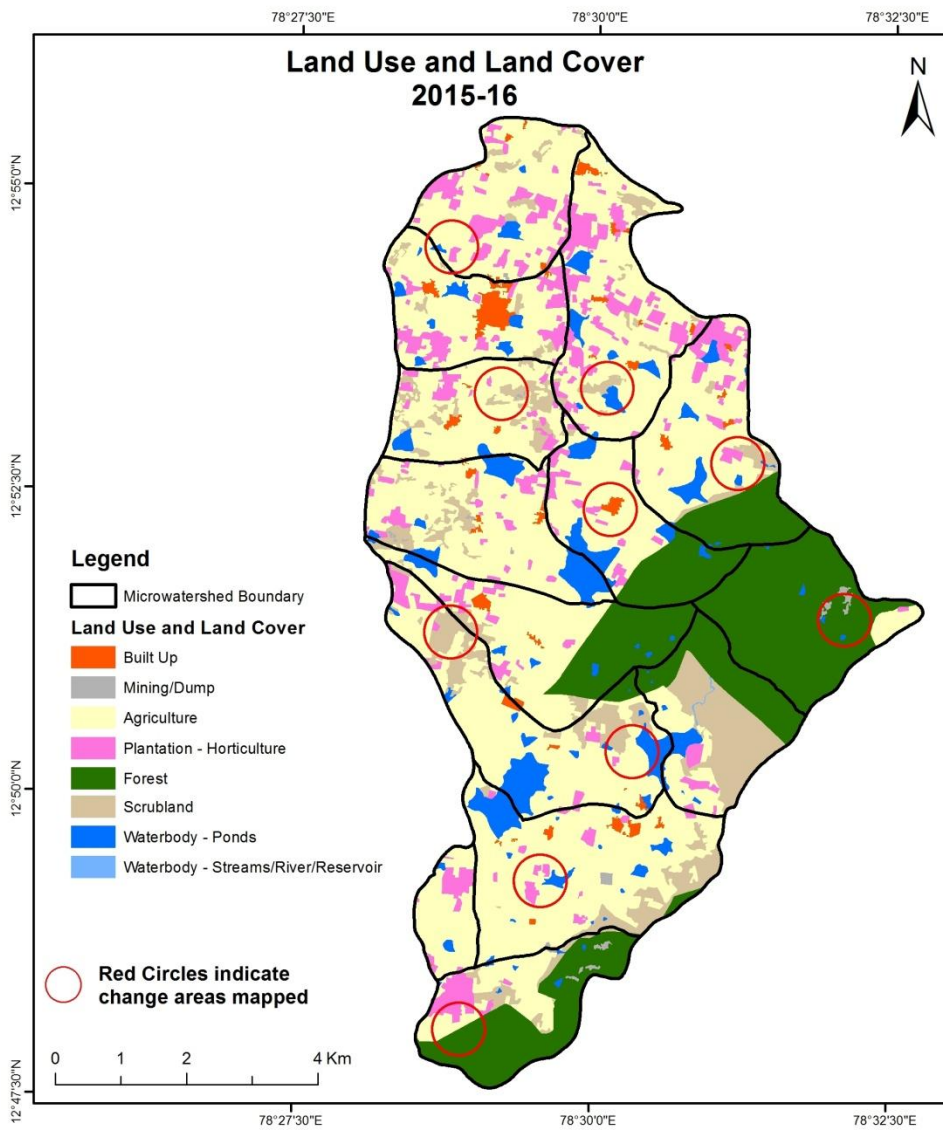 78°27'30"E
78°30'0"E
78°32'30"E
Land Use and Land Cover
2015-16
N
12°55'0"N
12°52'30"N
12°50'0"N
12°47'30"N
Legend
Microwatershed Boundary
Land Use and Land Cover
Built Up
Mining/Dump
Agriculture
Plantation - Horticulture
Forest
Scrubland
Waterbody - Ponds
Waterbody - Streams/River/Reservoir
Red Circles indicate
change areas mapped
0 1 2 4 Km
78°27'30"E
78°30'0"E
78°32'30"E